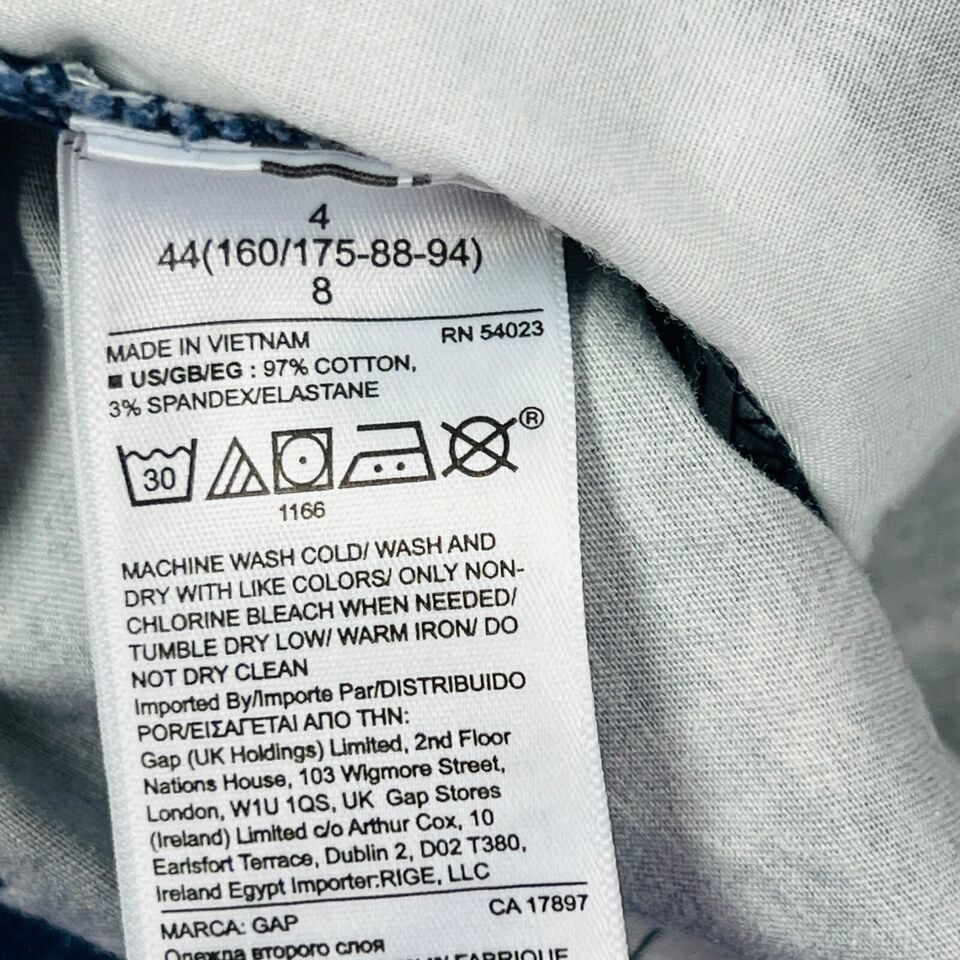 4
44(160/175-88-94)
8
MADE IN VIETNAM RN 54023
US/GB/EG : 97% COTTON,
3% SPANDEX/ELASTANE
30 ®
1166
MACHINE WASH COLD/ WASH AND
DRY WITH LIKE COLORS/ ONLY NON-
CHLORINE BLEACH WHEN NEEDED/
TUMBLE DRY LOW/ WARM IRON/ DO
NOT DRY CLEAN
Imported By/Importe Par/DISTRIBUIDO
POR/ΕΙΣΑΓΕΤΑΙ ΑΠΟ ΤΗΝ:
Gap (UK Holdings) Limited, 2nd Floor
Nations House, 103 Wigmore Street,
London, W1U 1QS, UK Gap Stores
(Ireland) Limited c/o Arthur Cox, 10
Earlsfort Terrace, Dublin 2, D02 T380,
Ireland Egypt Importer:RIGE, LLC
MARCA: GAP CA 17897
Одежда второго слоя
FABRIQUE